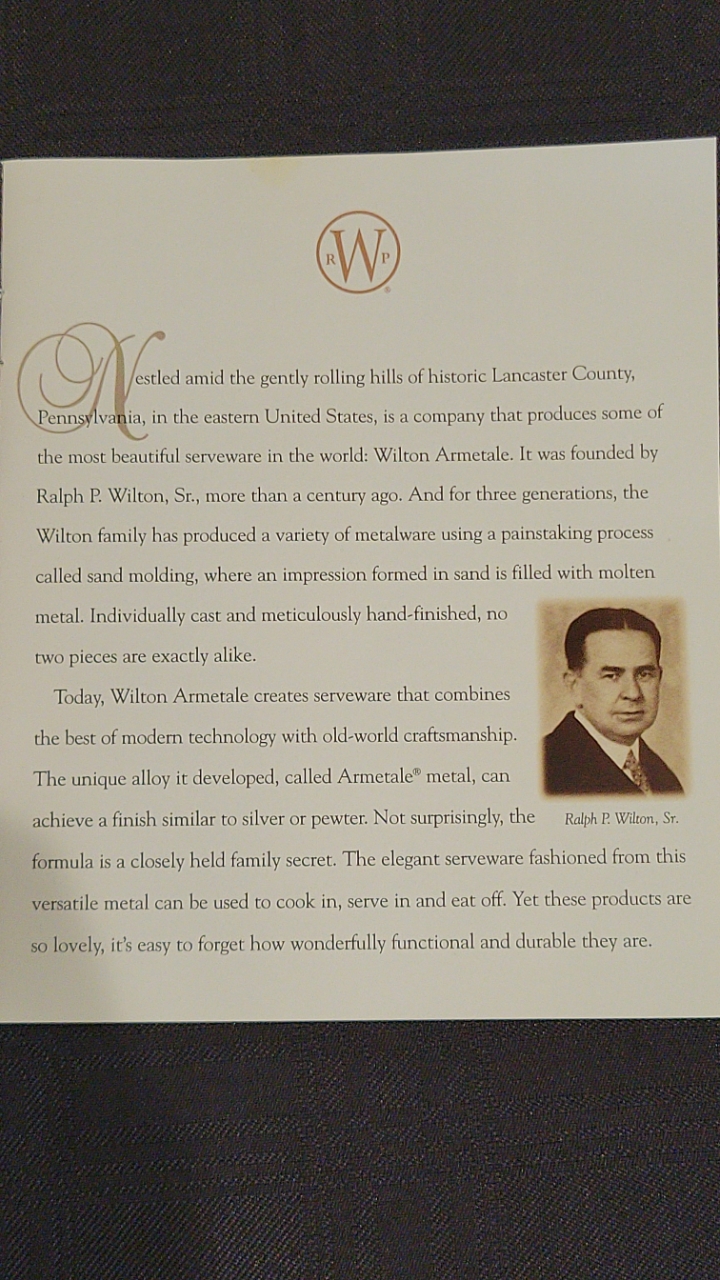 R W P ®
Nestled amid the gently rolling hills of historic Lancaster County,
Pennsylvania, in the eastern United States, is a company that produces some of
the most beautiful serveware in the world: Wilton Armetale. It was founded by
Ralph P. Wilton, Sr., more than a century ago. And for three generations, the
Wilton family has produced a variety of metalware using a painstaking process
called sand molding, where an impression formed in sand is filled with molten
metal. Individually cast and meticulously hand-finished, no
two pieces are exactly alike.
Today, Wilton Armetale creates serveware that combines
the best of modern technology with old-world craftsmanship.
The unique alloy it developed, called Armetale® metal, can
achieve a finish similar to silver or pewter. Not surprisingly, the
Ralph P. Wilton, Sr.
formula is a closely held family secret. The elegant serveware fashioned from this
versatile metal can be used to cook in, serve in and eat off. Yet these products are
so lovely, it's easy to forget how wonderfully functional and durable they are.